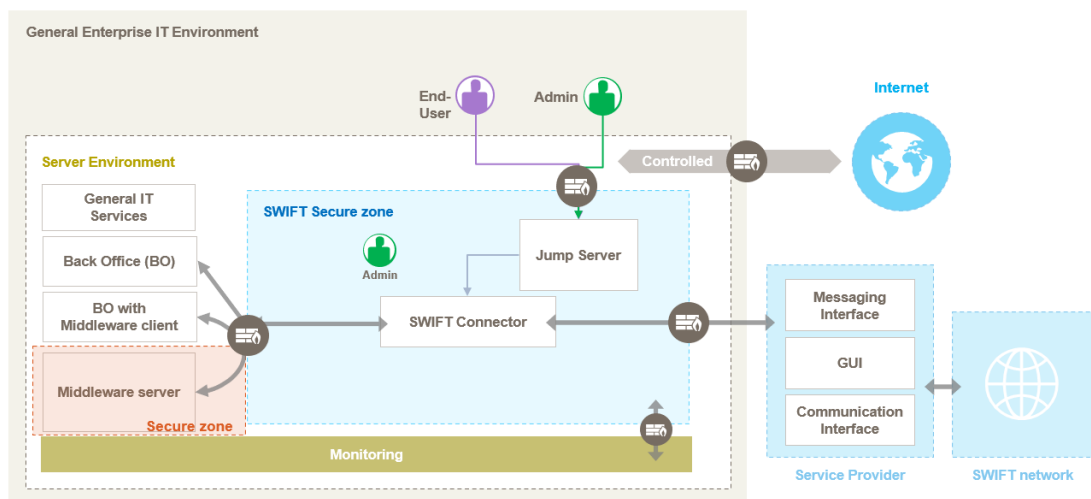 General Enterprise IT Environment
End-
User
Admin
Internet
Controlled
Server Environment
General IT
Services
SWIFT Secure zone
Back Office (BO)
Admin
Jump Server
BO with
Middleware client
SWIFT Connector
Messaging
Interface
GUI
Middleware server
Secure zone
Communication
Interface
Monitoring
Service Provider
SWIFT network